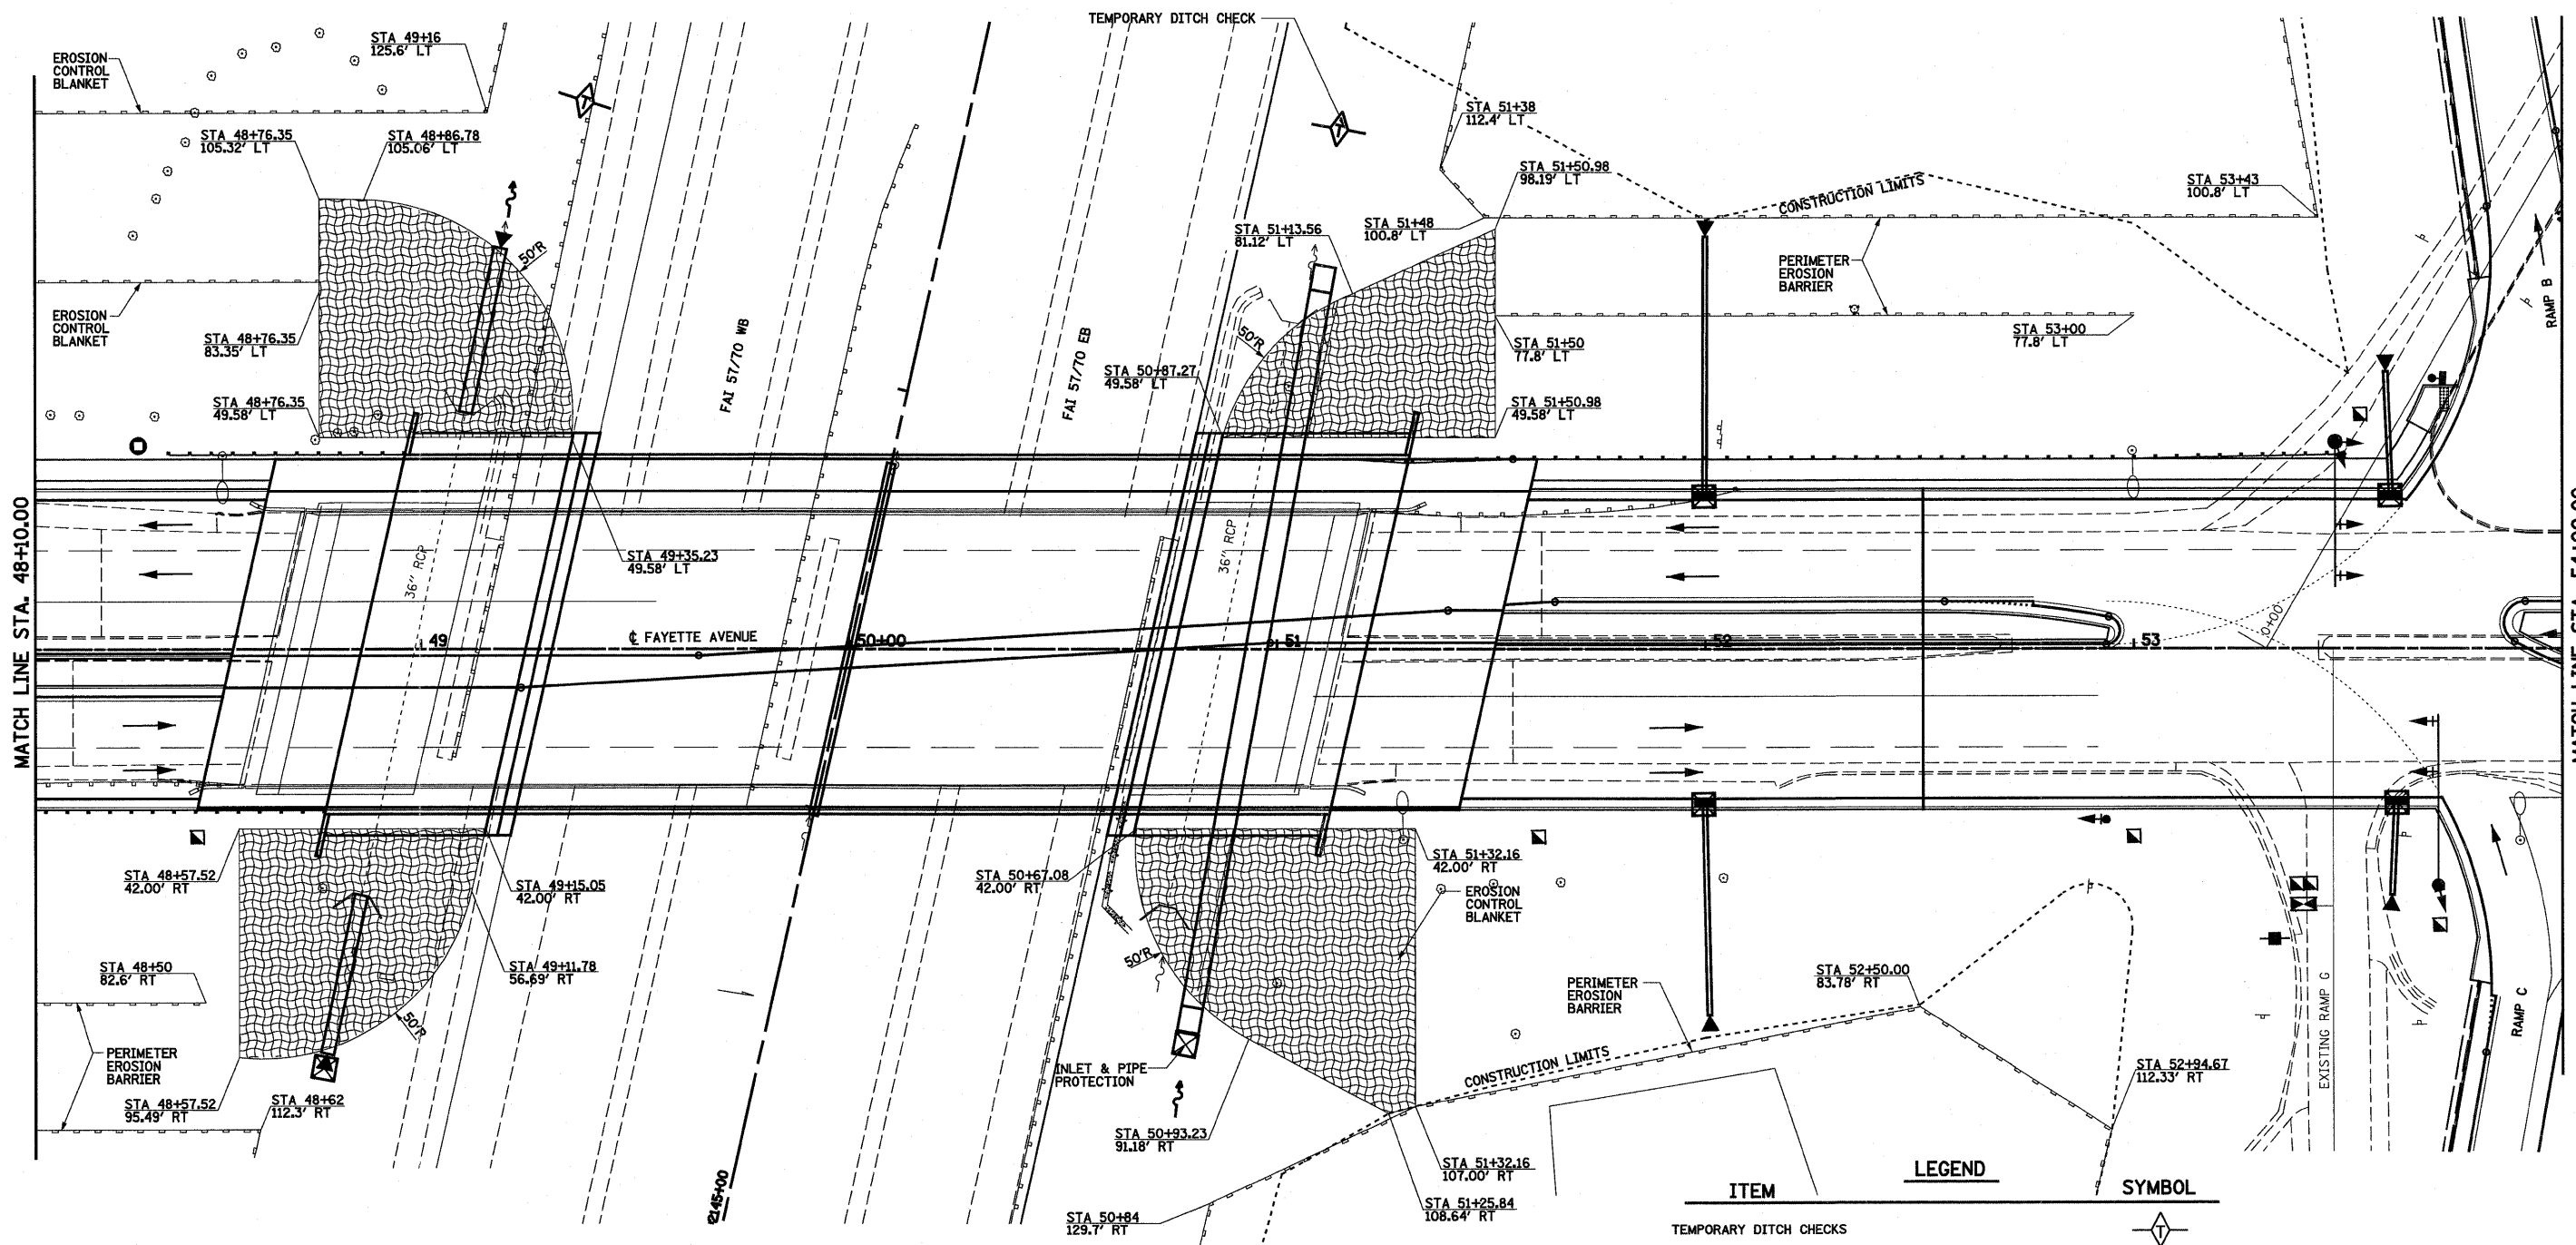 TEMPORARY DITCH CHECK
STA 49+16
125.6' LT
EROSION
CONTROL
BLANKET
STA 48+76.35
105.32' LT
STA 48+86.78
105.06' LT
50'R
EROSION
CONTROL
BLANKET
STA 48+76.35
83.35' LT
STA 48+76.35
49.58' LT
FAI 57/70 WB
FAI 57/70 EB
STA 51+38
112.4' LT
STA 51+50.98
98.19' LT
STA 51+48
100.8' LT
STA 51+13.56
81.12' LT
50'R
STA 50+87.27
49.58' LT
CONSTRUCTION LIMITS
STA 53+43
100.8' LT
PERIMETER
EROSION
BARRIER
STA 53+00
77.8' LT
STA 51+50
77.8' LT
STA 51+50.98
49.58' LT
RAMP B
MATCH LINE STA. 48+10.00
36" RCP
STA 49+35.23
49.58' LT
36" RCP
49
℄ FAYETTE AVENUE
50+00
51
52
53
0+00
MATCH LINE STA. 54+00.00
STA 48+57.52
42.00' RT
STA 49+15.05
42.00' RT
STA 50+67.08
42.00' RT
STA 51+32.16
42.00' RT
EROSION
CONTROL
BLANKET
STA 48+50
82.6' RT
STA 49+11.78
56.69' RT
50'R
50'R
PERIMETER
EROSION
BARRIER
STA 52+50.00
83.78' RT
PERIMETER
EROSION
BARRIER
STA 48+57.52
95.49' RT
STA 48+62
112.3' RT
INLET & PIPE
PROTECTION
CONSTRUCTION LIMITS
STA 52+94.67
112.33' RT
EXISTING RAMP G
RAMP C
STA 50+93.23
91.18' RT
STA 51+32.16
107.00' RT
STA 51+25.84
108.64' RT
STA 50+84
129.7' RT
2145+00
LEGEND
ITEM
SYMBOL
TEMPORARY DITCH CHECKS
T